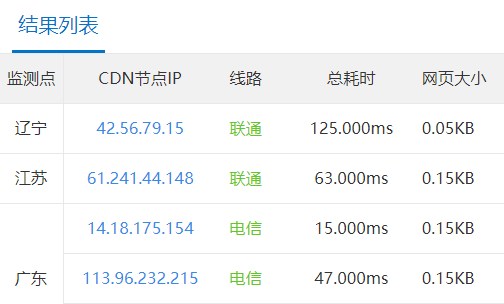 结果列表
监测点 CDN节点IP 线路 总耗时 网页大小
辽宁 42.56.79.15 联通 125.000ms 0.05KB
江苏 61.241.44.148 联通 63.000ms 0.15KB
14.18.175.154 电信 15.000ms 0.15KB
广东 113.96.232.215 电信 47.000ms 0.15KB